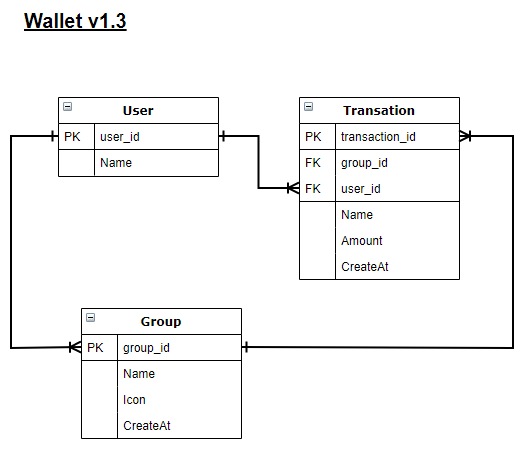 Wallet v1.3
User
PK user_id
Name
Transation
PK transaction_id
FK group_id
FK user_id
Name
Amount
CreateAt
Group
PK group_id
Name
Icon
CreateAt